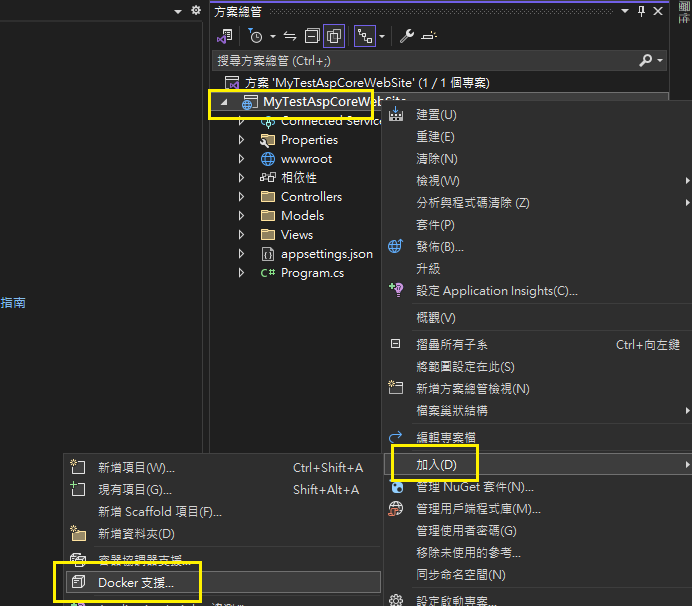 方案總管
搜尋方案總管 (Ctrl+;)
方案 'MyTestAspCoreWebSite' (1 / 1 個專案)
MyTestAspCoreWebSite
Connected Service
Properties
wwwroot
相依性
Controllers
Models
Views
appsettings.json
C# Program.cs
指南
建置(U)
重建(E)
清除(N)
檢視(W)
分析與程式碼清除 (Z)
套件(P)
發佈(B)...
升級
設定 Application Insights(C)...
概觀(V)
摺疊所有子系 Ctrl+向左鍵
將範圍設定在此(S)
新增方案總管檢視(N)
檔案巢狀結構
編輯專案檔
加入(D)
管理 NuGet 套件(N)...
管理用戶端程式庫(M)...
管理使用者密碼(G)
移除未使用的參考...
同步命名空間(N)
設定啟動專案...
新增項目(W)... Ctrl+Shift+A
現有項目(G)... Shift+Alt+A
新增 Scaffold 項目(F)...
新增資料夾(D)
容器協調器支援...
Docker 支援...